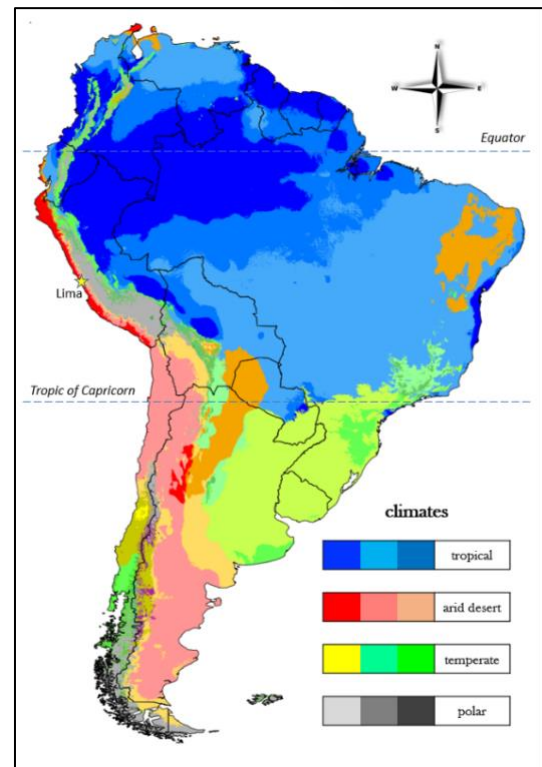 N
W E
S
Equator
Lima
Tropic of Capricorn
climates
tropical
arid desert
temperate
polar